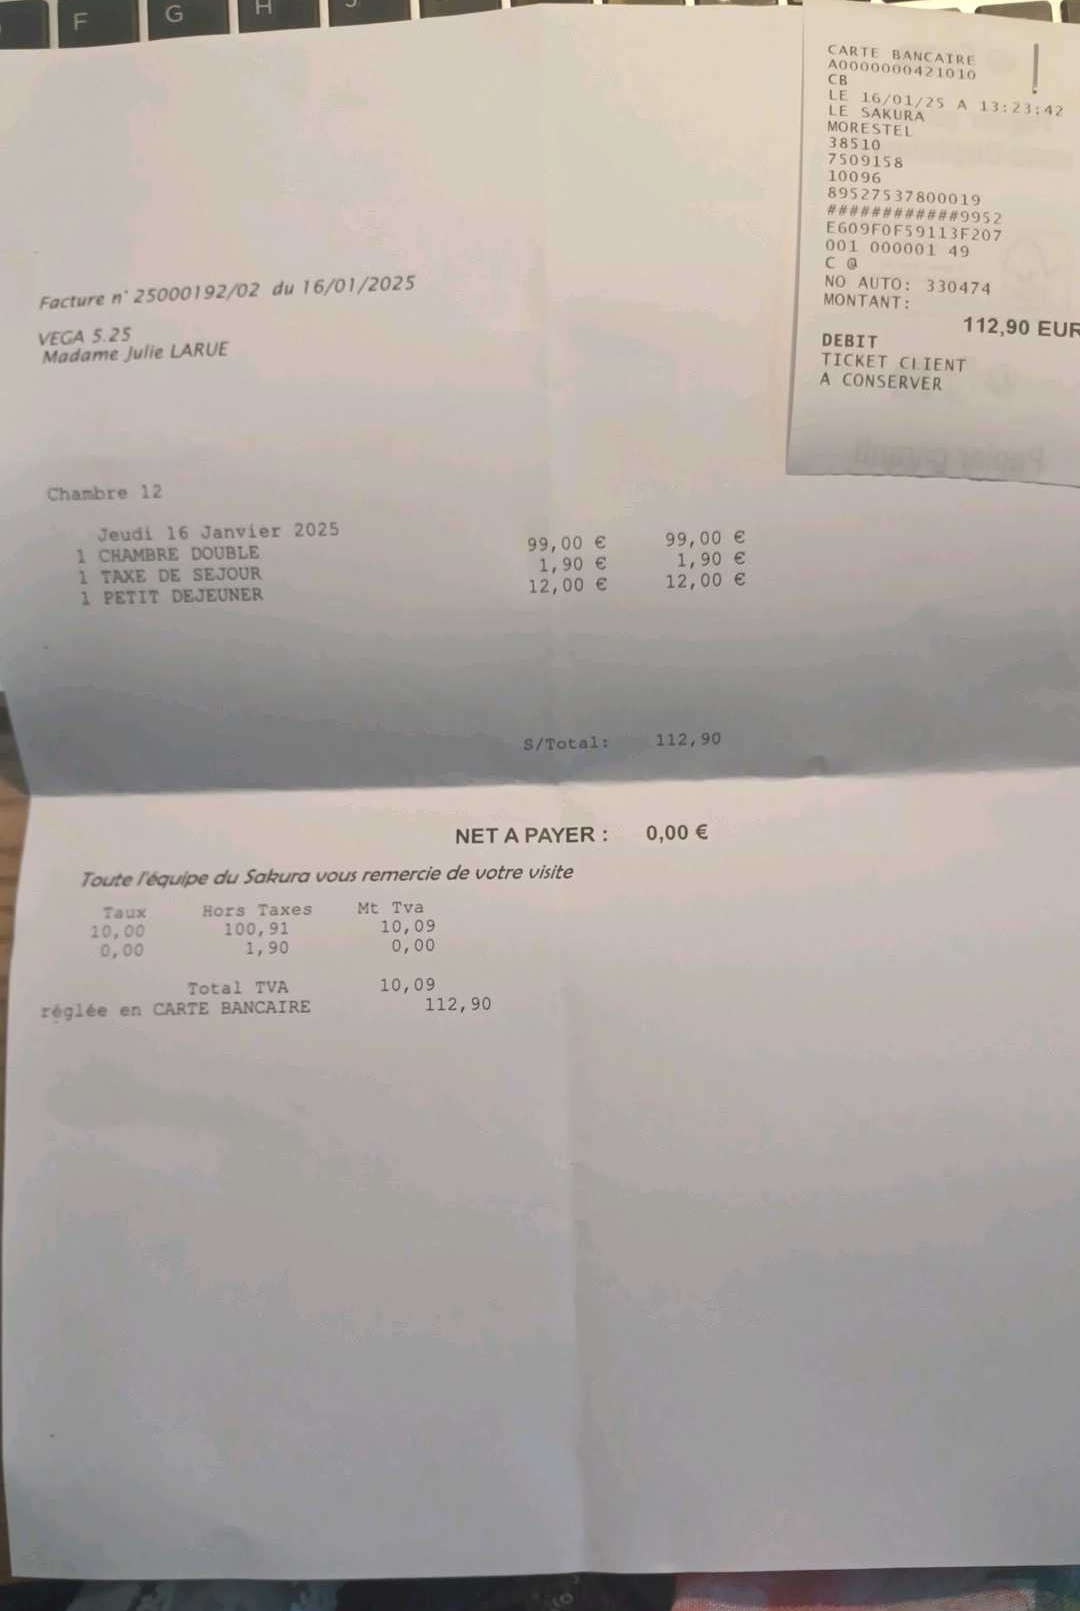 F G H J
CARTE BANCAIRE
A0000000421010
CB
LE 16/01/25 A 13:23:42
LE SAKURA
MORESTEL
38510
7509158
10096
89527537800019
############9952
E609F0F59113F207
001 000001 49
C @
NO AUTO: 330474
MONTANT:
112,90 EUR
DEBIT
TICKET CLIENT
A CONSERVER
Facture n° 25000192/02 du 16/01/2025
VEGA 5.25
Madame Julie LARUE
Chambre 12
Jeudi 16 Janvier 2025
1 CHAMBRE DOUBLE 99,00 € 99,00 €
1 TAXE DE SEJOUR 1,90 € 1,90 €
1 PETIT DEJEUNER 12,00 € 12,00 €
S/Total: 112,90
NET A PAYER : 0,00 €
Toute l'équipe du Sakura vous remercie de votre visite
Taux Hors Taxes Mt Tva
10,00 100,91 10,09
0,00 1,90 0,00
Total TVA 10,09
réglée en CARTE BANCAIRE 112,90